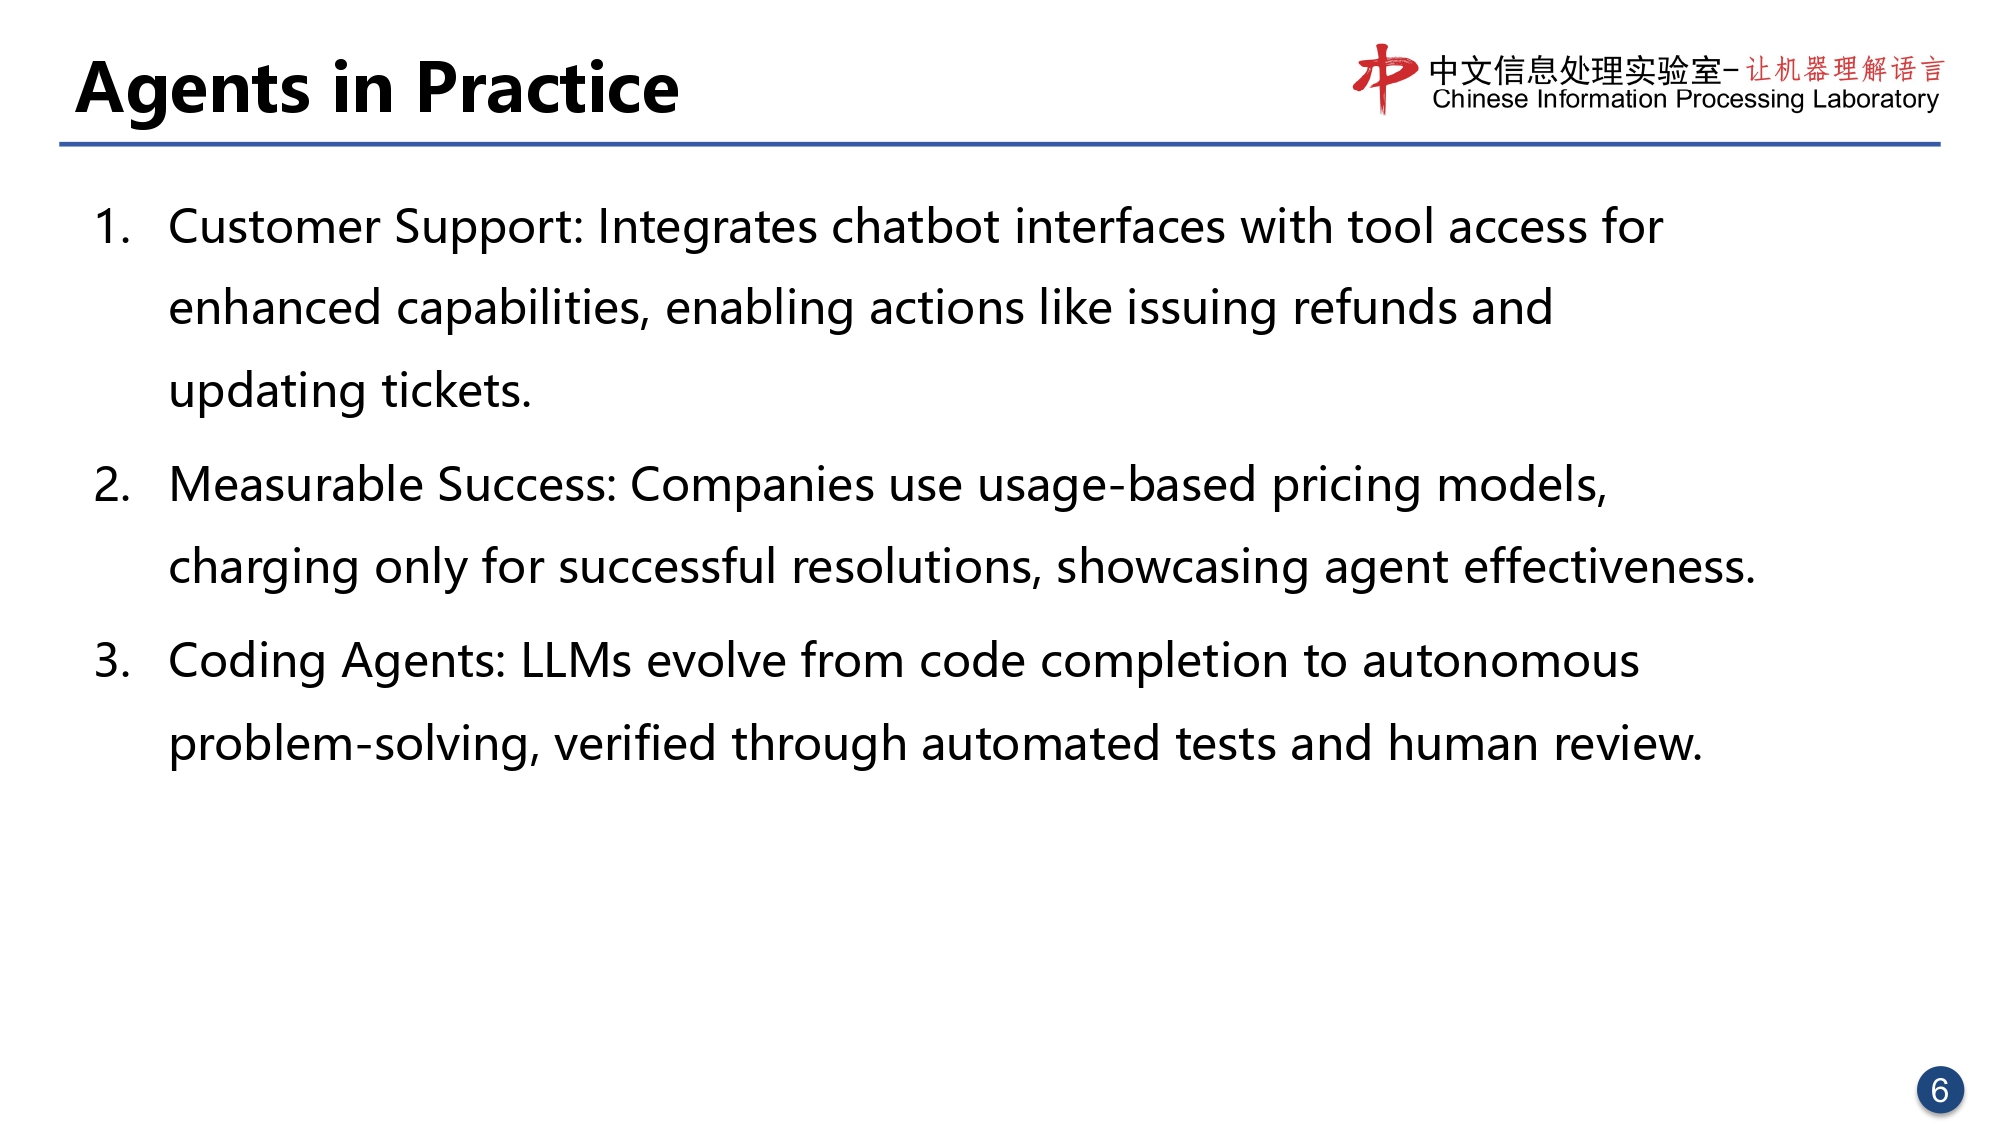 Agents in Practice
中文信息处理实验室-让机器理解语言
Chinese Information Processing Laboratory
1. Customer Support: Integrates chatbot interfaces with tool access for
enhanced capabilities, enabling actions like issuing refunds and
updating tickets.
2. Measurable Success: Companies use usage-based pricing models,
charging only for successful resolutions, showcasing agent effectiveness.
3. Coding Agents: LLMs evolve from code completion to autonomous
problem-solving, verified through automated tests and human review.
6